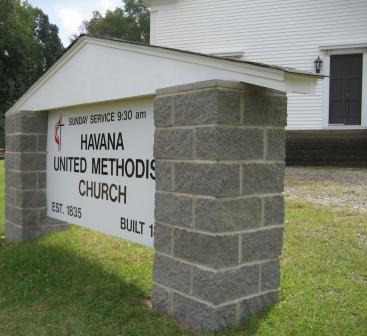 SUNDAY SERVICE 9:30 am
HAVANA
UNITED METHODIS
CHURCH
EST. 1835
BUILT 1